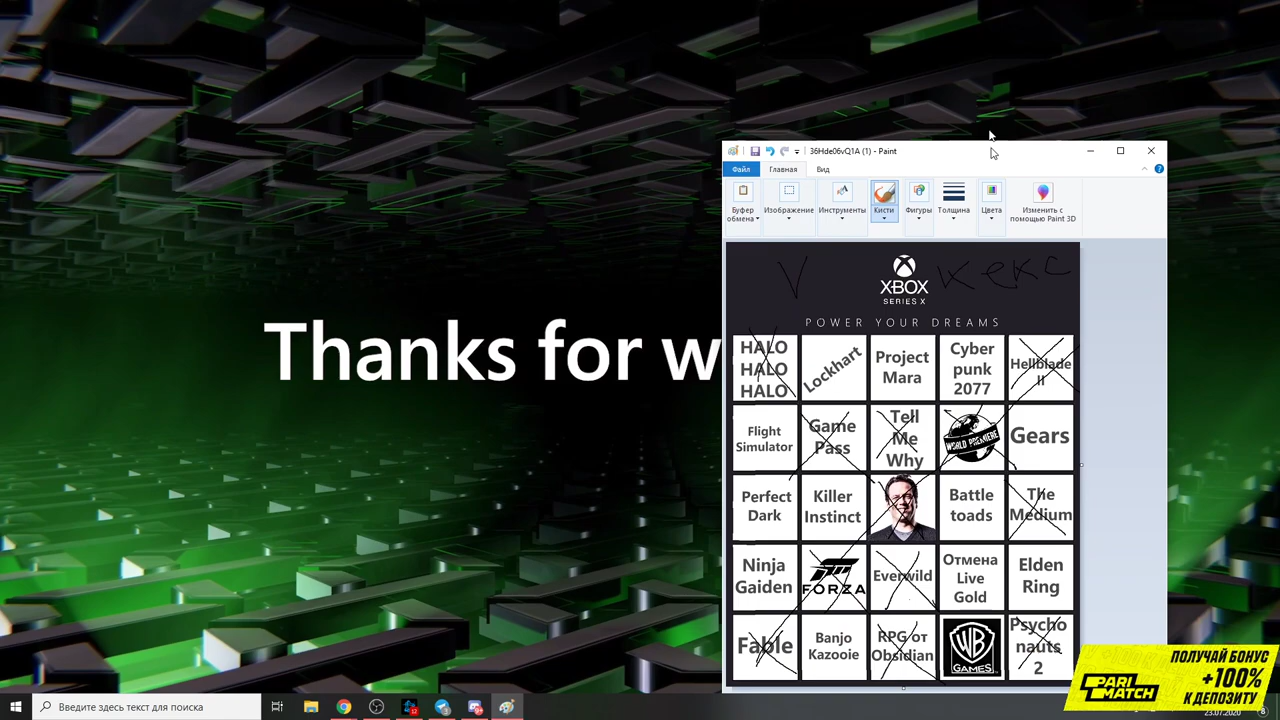 Thanks for w
36Hde06vQ1A (1) - Paint
Файл
Главная
Вид
Буфер
обмена
Изображение
Инструменты
Кисти
Фигуры
Толщина
Цвета
Изменить с
помощью Paint 3D
V
кекс
XBOX
SERIES X
POWER YOUR DREAMS
HALO
HALO
HALO
Lockhart
Project
Mara
Cyber
punk
2077
Hellblade
II
Flight
Simulator
Game
Pass
Tell
Me
Why
WORLD PREMIERE
Gears
Perfect
Dark
Killer
Instinct
Battle
toads
The
Medium
Ninja
Gaiden
FORZA
Everwild
Отмена
Live
Gold
Elden
Ring
Fable
Banjo
Kazooie
RPG от
Obsidian
WB
GAMES
Psycho
nauts
2
ПОЛУЧАЙ БОНУС
+100%
К ДЕПОЗИТУ
PARI
MATCH
Введите здесь текст для поиска
23.07.2020